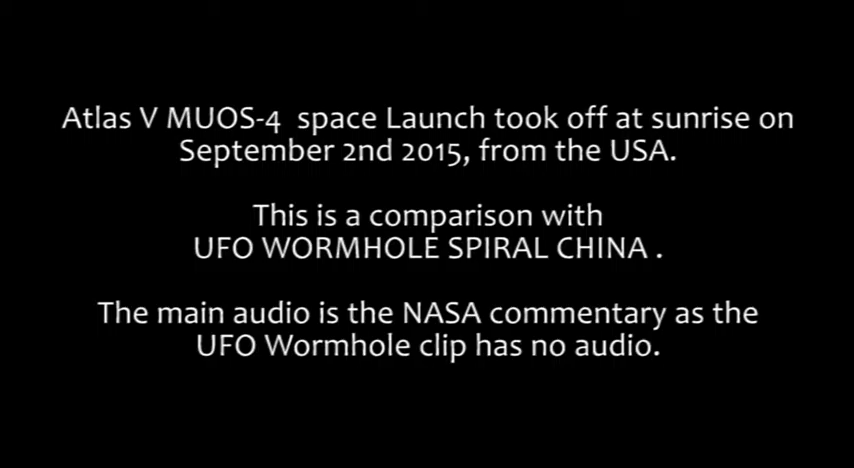 Atlas V MUOS-4  space Launch took off at sunrise on
September 2nd 2015, from the USA.
This is a comparison with
UFO WORMHOLE SPIRAL CHINA .
The main audio is the NASA commentary as the
UFO Wormhole clip has no audio.